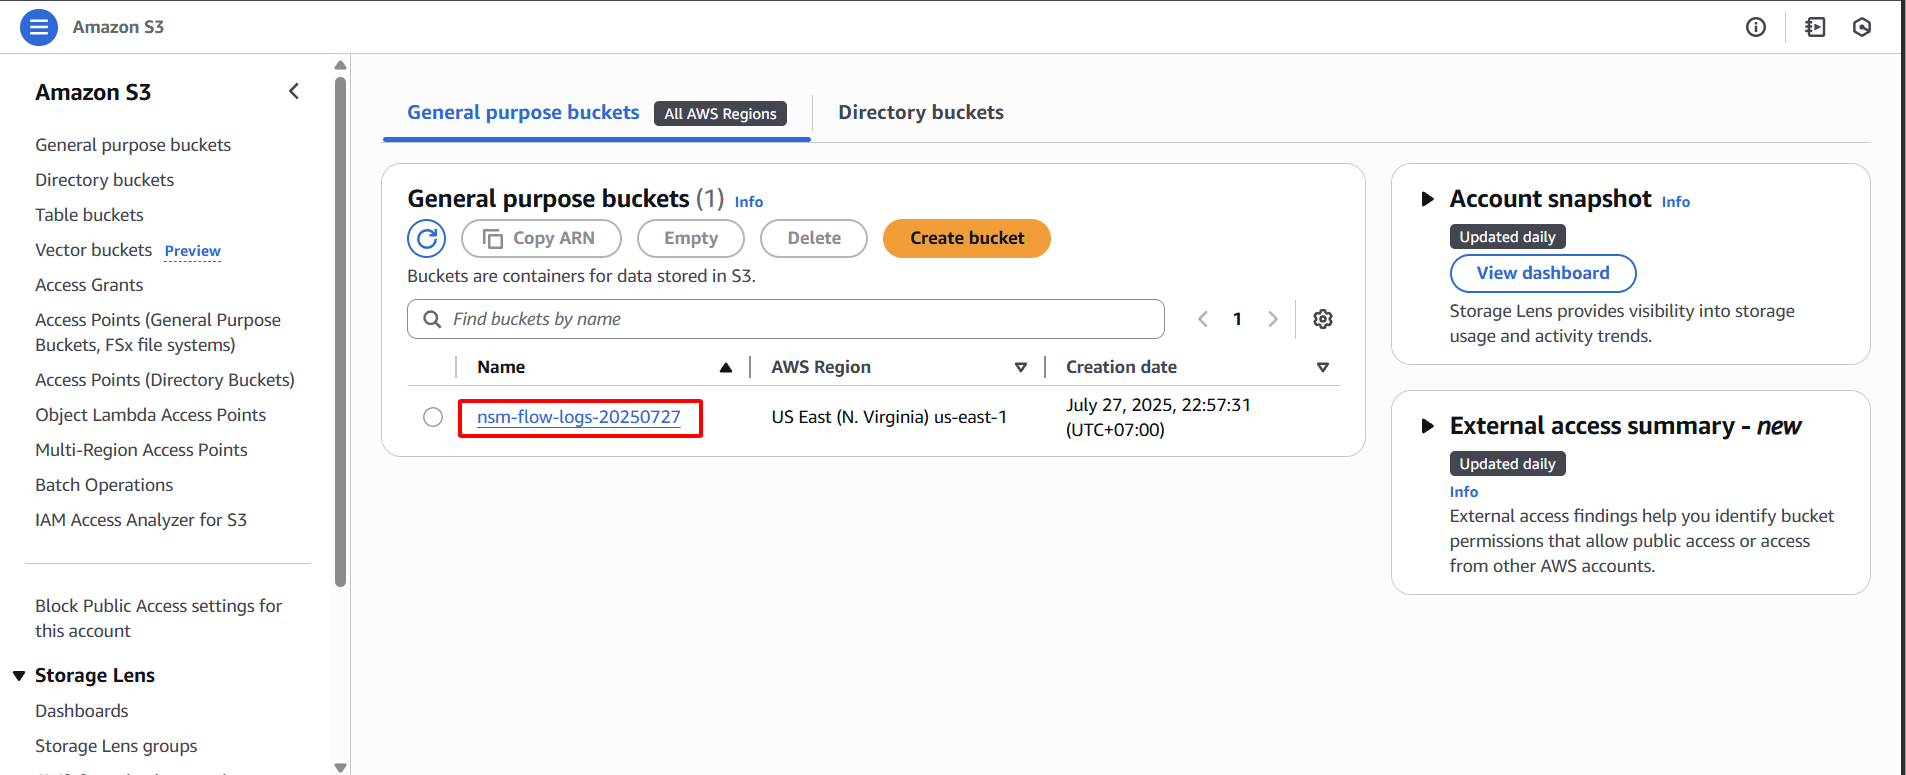 Amazon S3
Amazon S3
General purpose buckets
Directory buckets
Table buckets
Vector buckets Preview
Access Grants
Access Points (General Purpose
Buckets, FSx file systems)
Access Points (Directory Buckets)
Object Lambda Access Points
Multi-Region Access Points
Batch Operations
IAM Access Analyzer for S3
Block Public Access settings for
this account
Storage Lens
Dashboards
Storage Lens groups
General purpose buckets All AWS Regions
Directory buckets
General purpose buckets (1) Info
Copy ARN Empty Delete Create bucket
Buckets are containers for data stored in S3.
Find buckets by name
1
Name AWS Region Creation date
nsm-flow-logs-20250727 US East (N. Virginia) us-east-1 July 27, 2025, 22:57:31
(UTC+07:00)
Account snapshot Info
Updated daily
View dashboard
Storage Lens provides visibility into storage
usage and activity trends.
External access summary - new
Updated daily
Info
External access findings help you identify bucket
permissions that allow public access or access
from other AWS accounts.